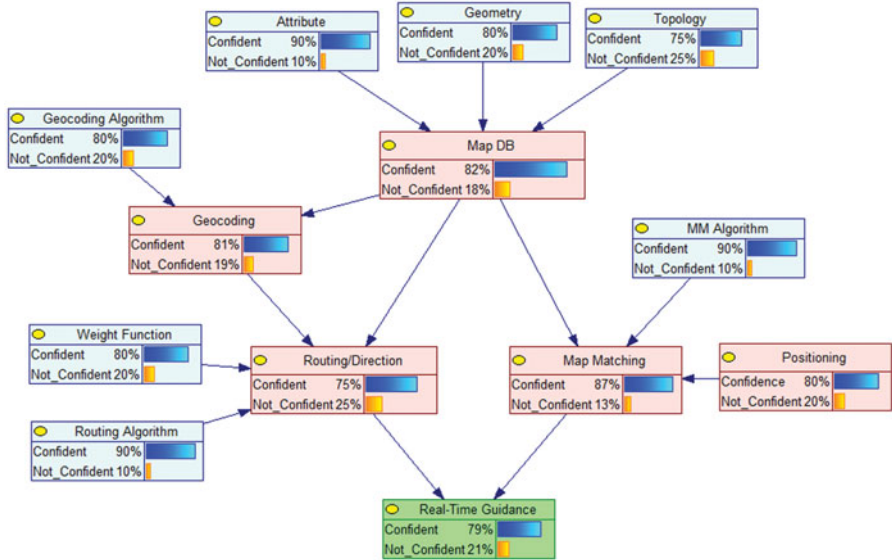 Attribute
Confident 90%
Not_Confident 10%
Geometry
Confident 80%
Not_Confident 20%
Topology
Confident 75%
Not_Confident 25%
Geocoding Algorithm
Confident 80%
Not_Confident 20%
Map DB
Confident 82%
Not_Confident 18%
Geocoding
Confident 81%
Not_Confident 19%
MM Algorithm
Confident 90%
Not_Confident 10%
Weight Function
Confident 80%
Not_Confident 20%
Routing/Direction
Confident 75%
Not_Confident 25%
Map Matching
Confident 87%
Not_Confident 13%
Positioning
Confidence 80%
Not_Confident 20%
Routing Algorithm
Confident 90%
Not_Confident 10%
Real-Time Guidance
Confident 79%
Not_Confident 21%